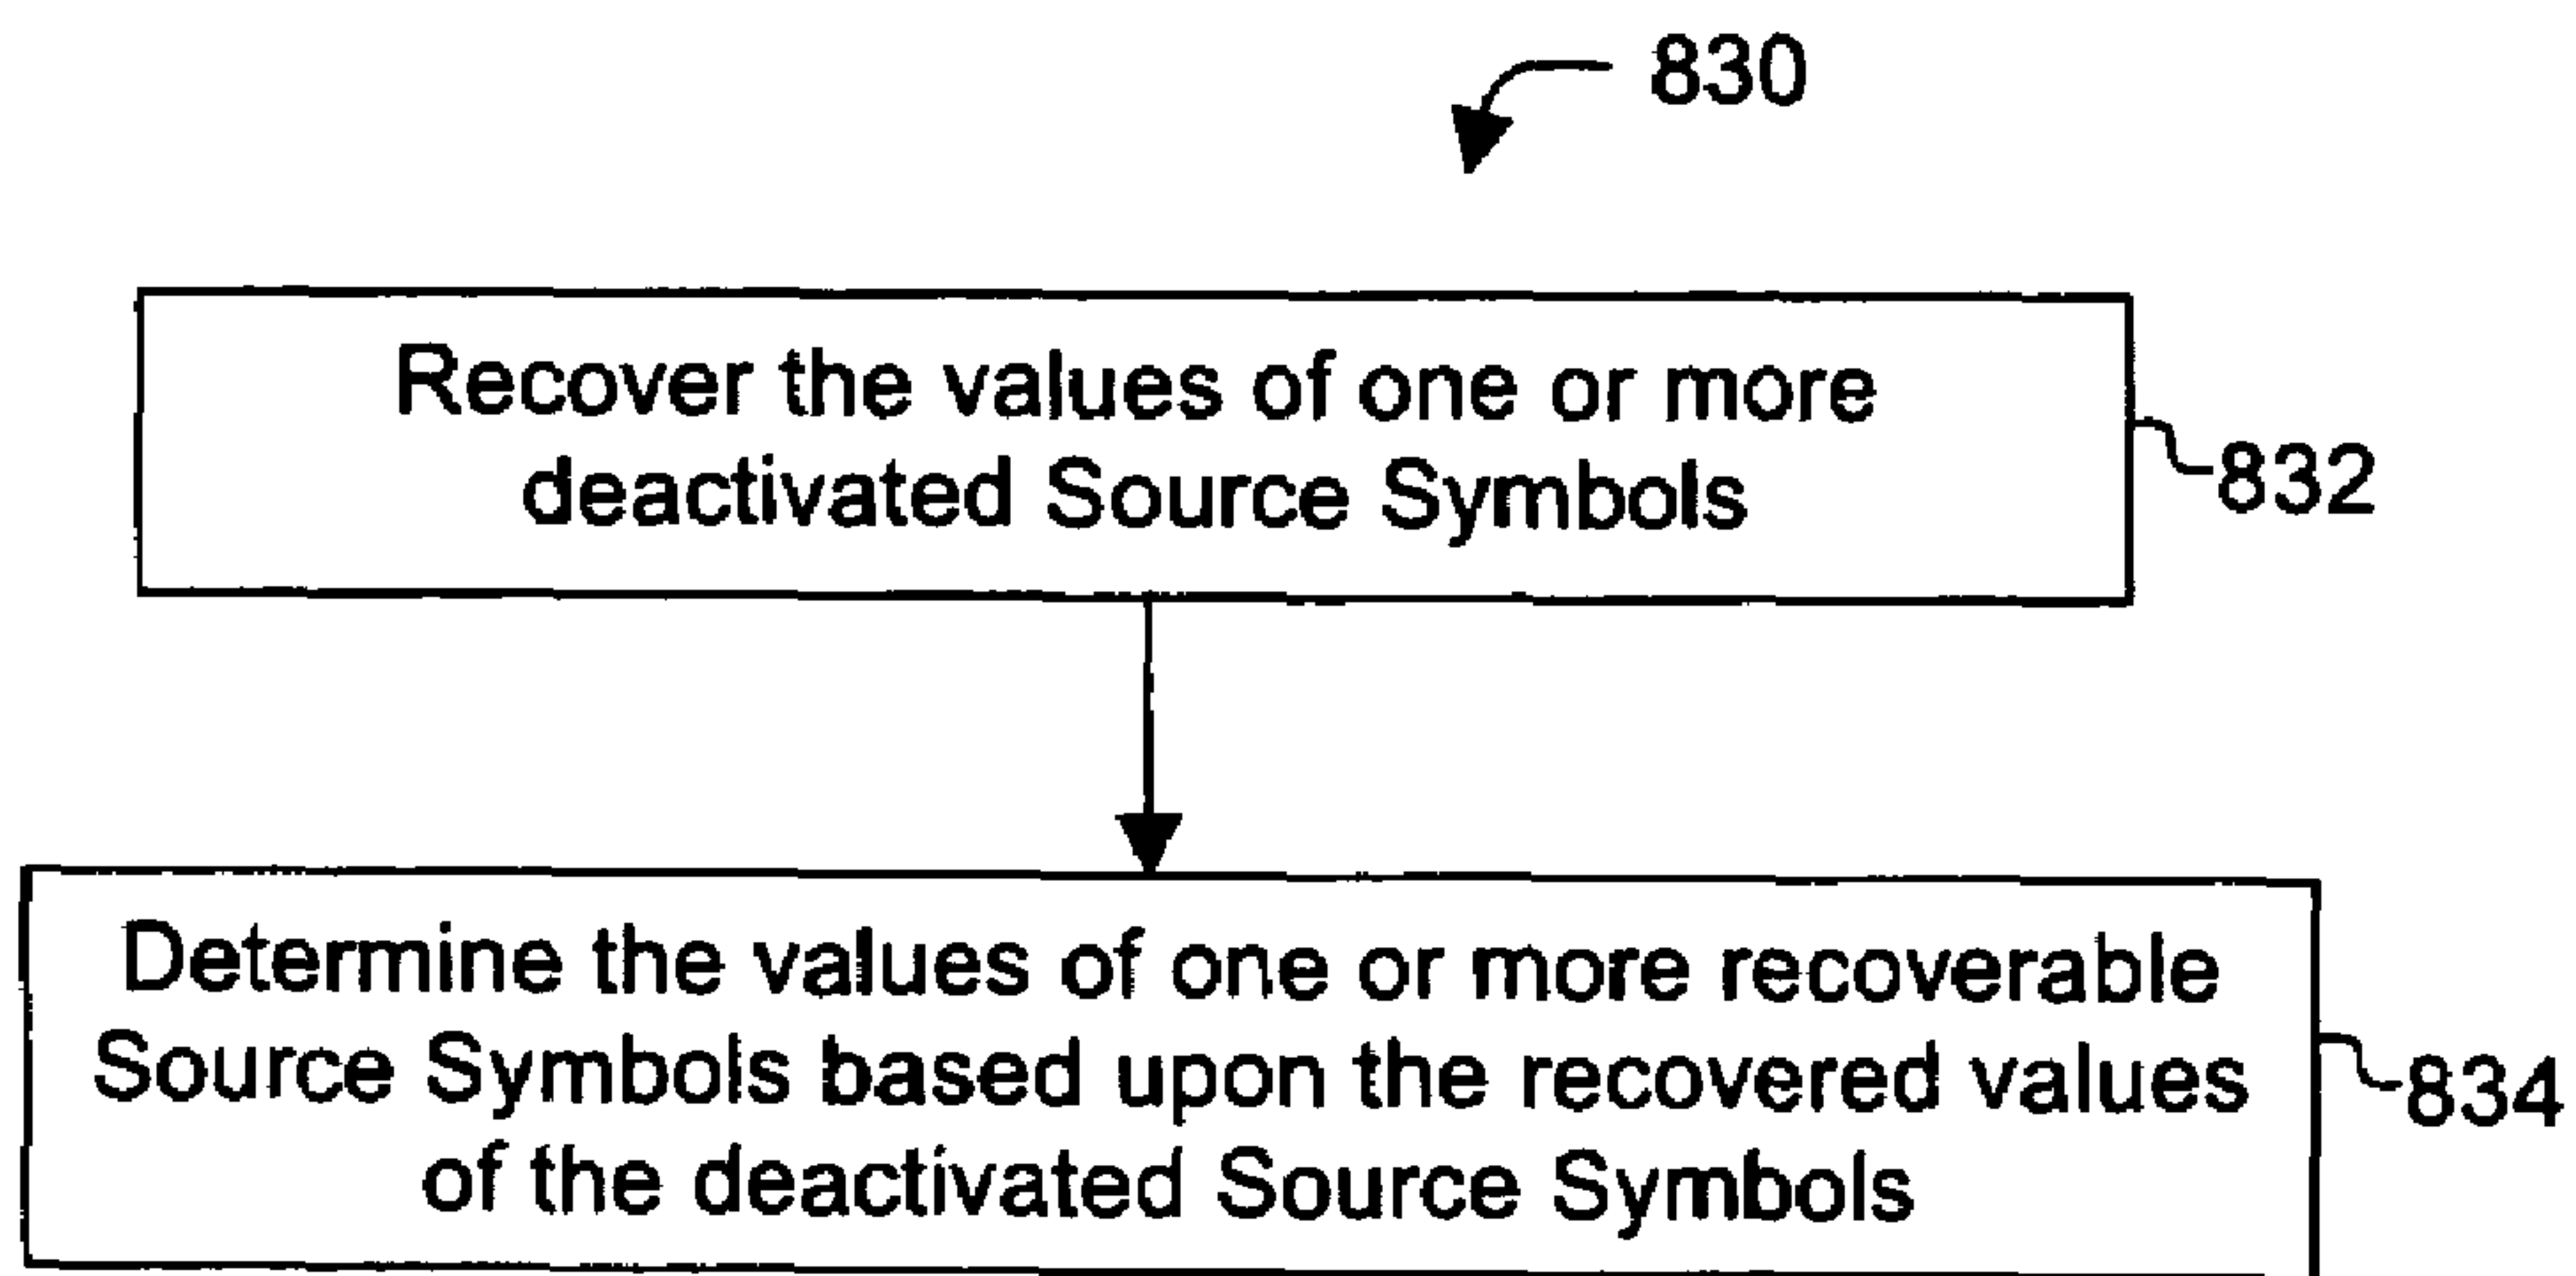 830
Recover the values of one or more
deactivated Source Symbols
832
Determine the values of one or more recoverable
Source Symbols based upon the recovered values
of the deactivated Source Symbols
834